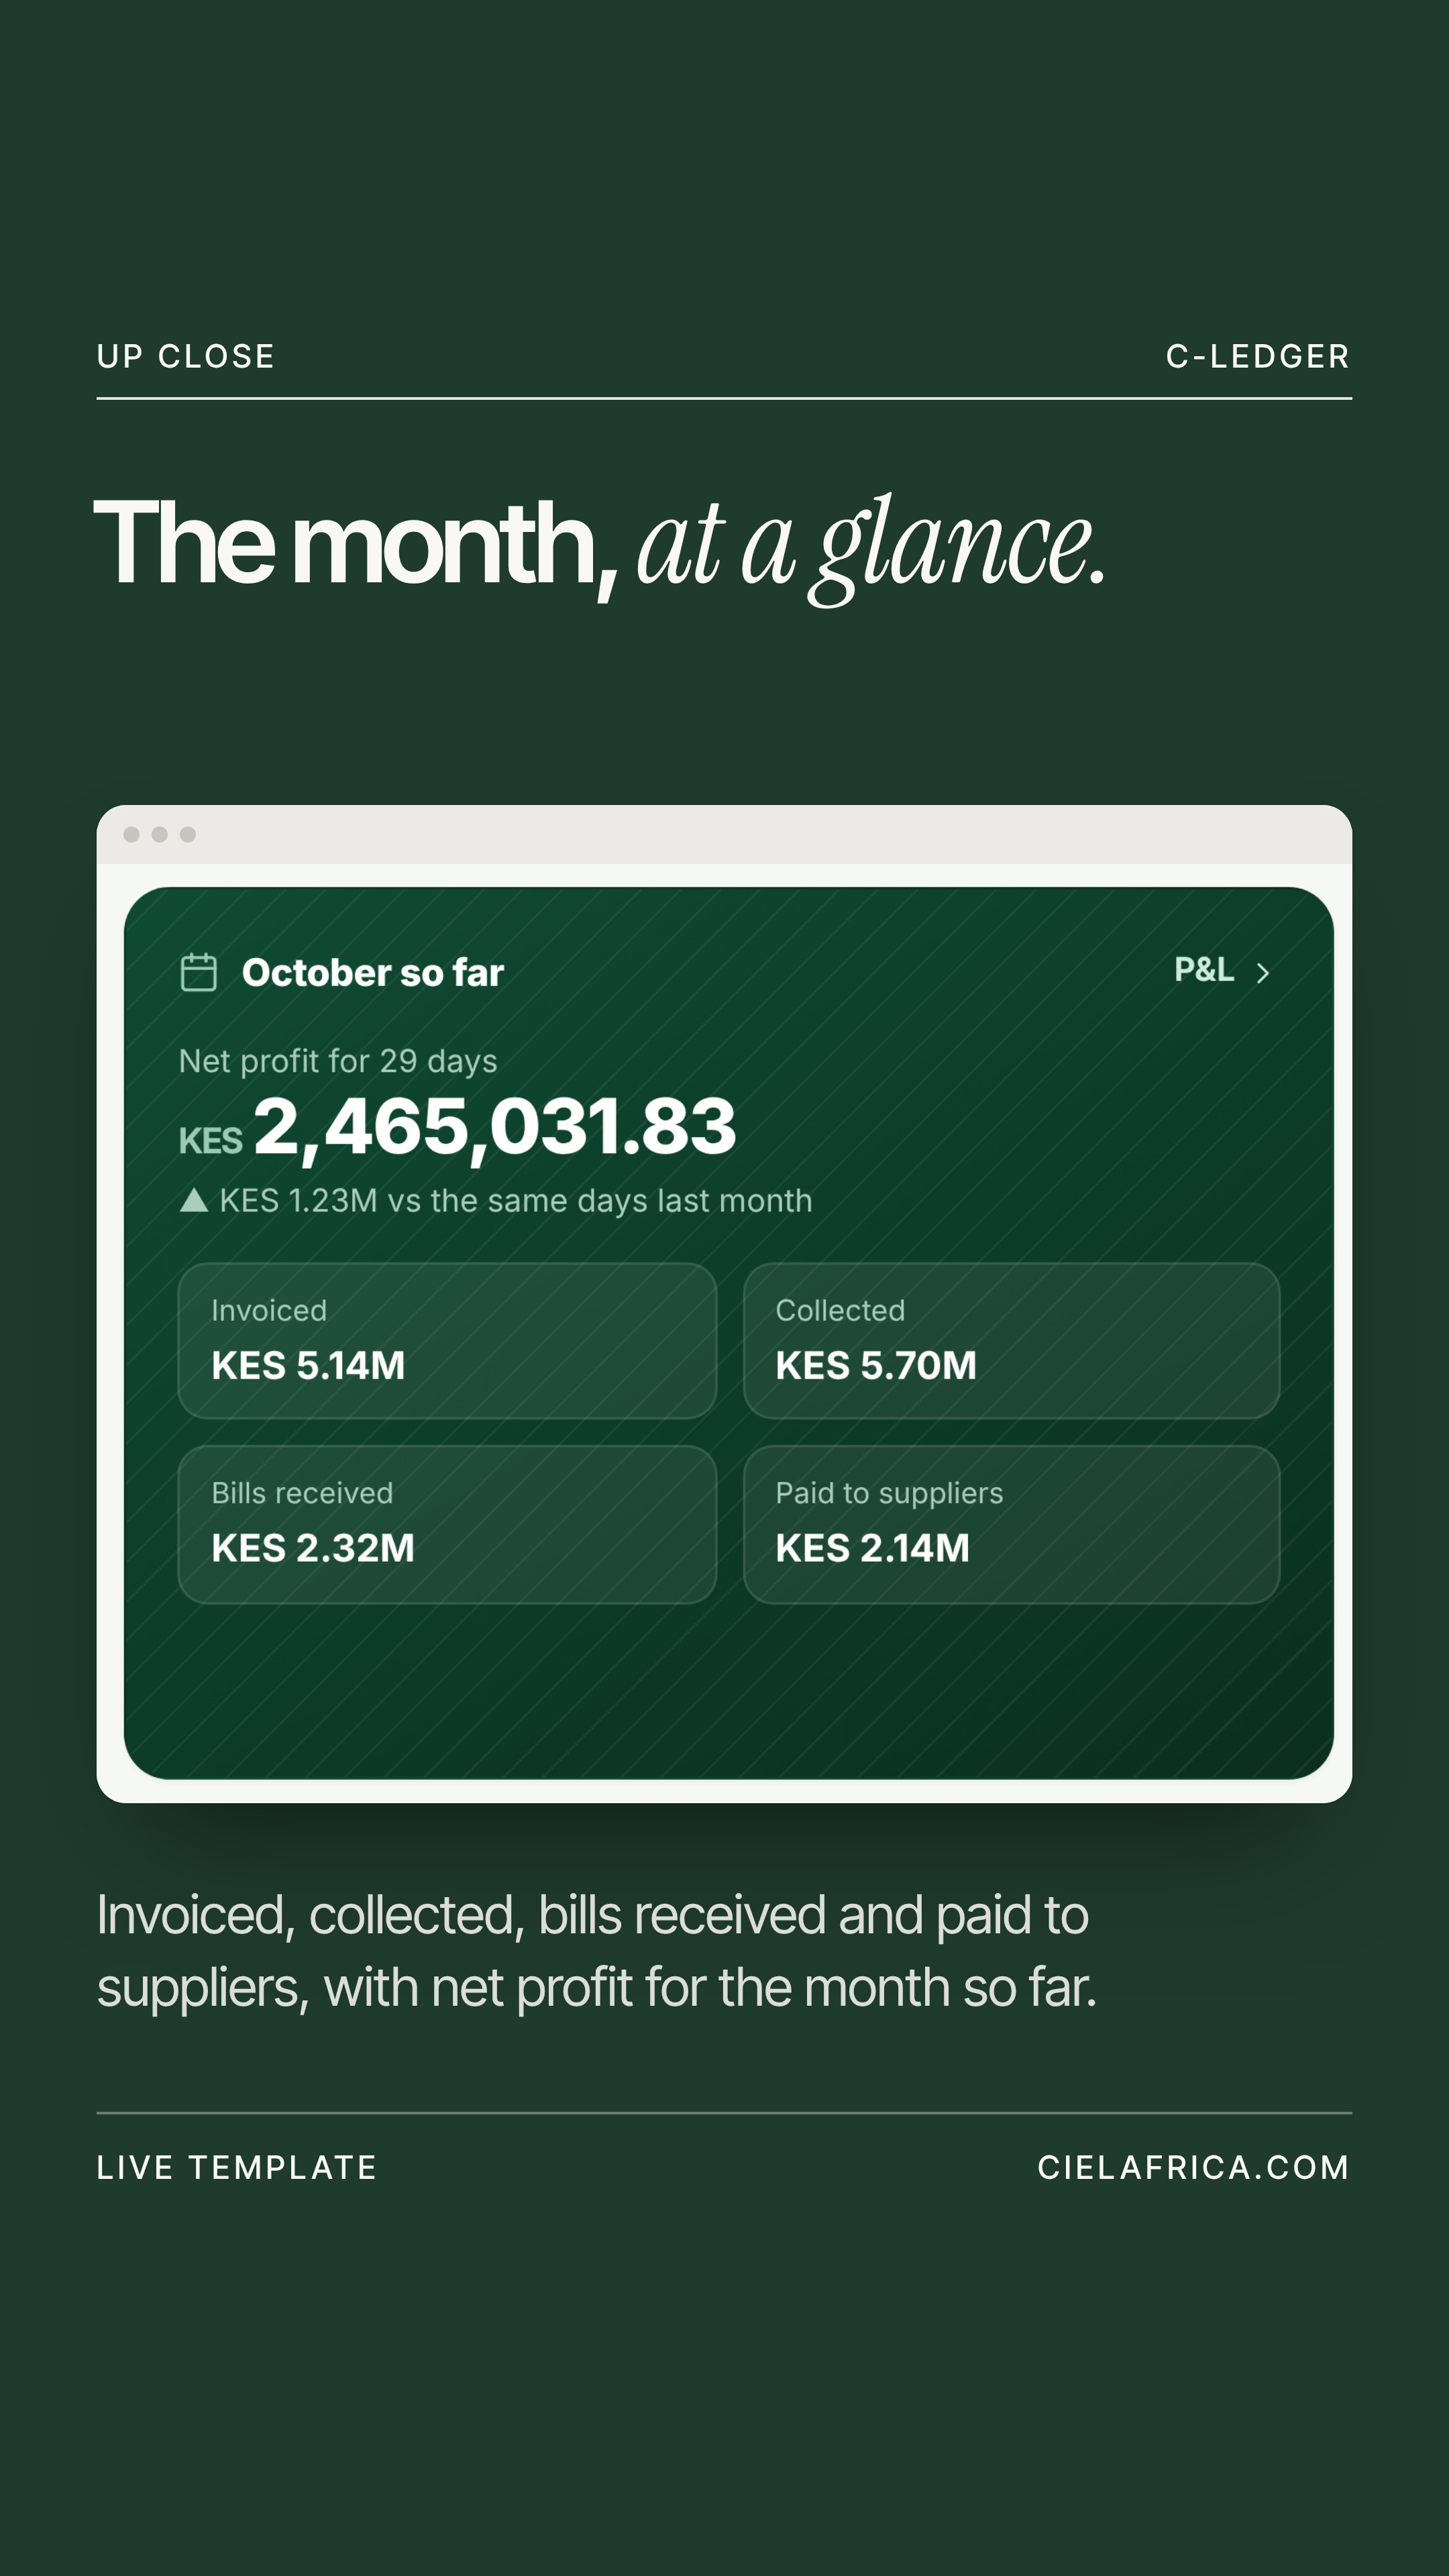 UP CLOSE
C-LEDGER
The month, at a glance.
October so far
P&L
Net profit for 29 days
KES 2,465,031.83
▲ KES 1.23M vs the same days last month
Invoiced
Collected
KES 5.14M
KES 5.70M
Bills received
Paid to suppliers
KES 2.32M
KES 2.14M
Invoiced, collected, bills received and paid to
suppliers, with net profit for the month so far.
LIVE TEMPLATE
CIELAFRICA.COM